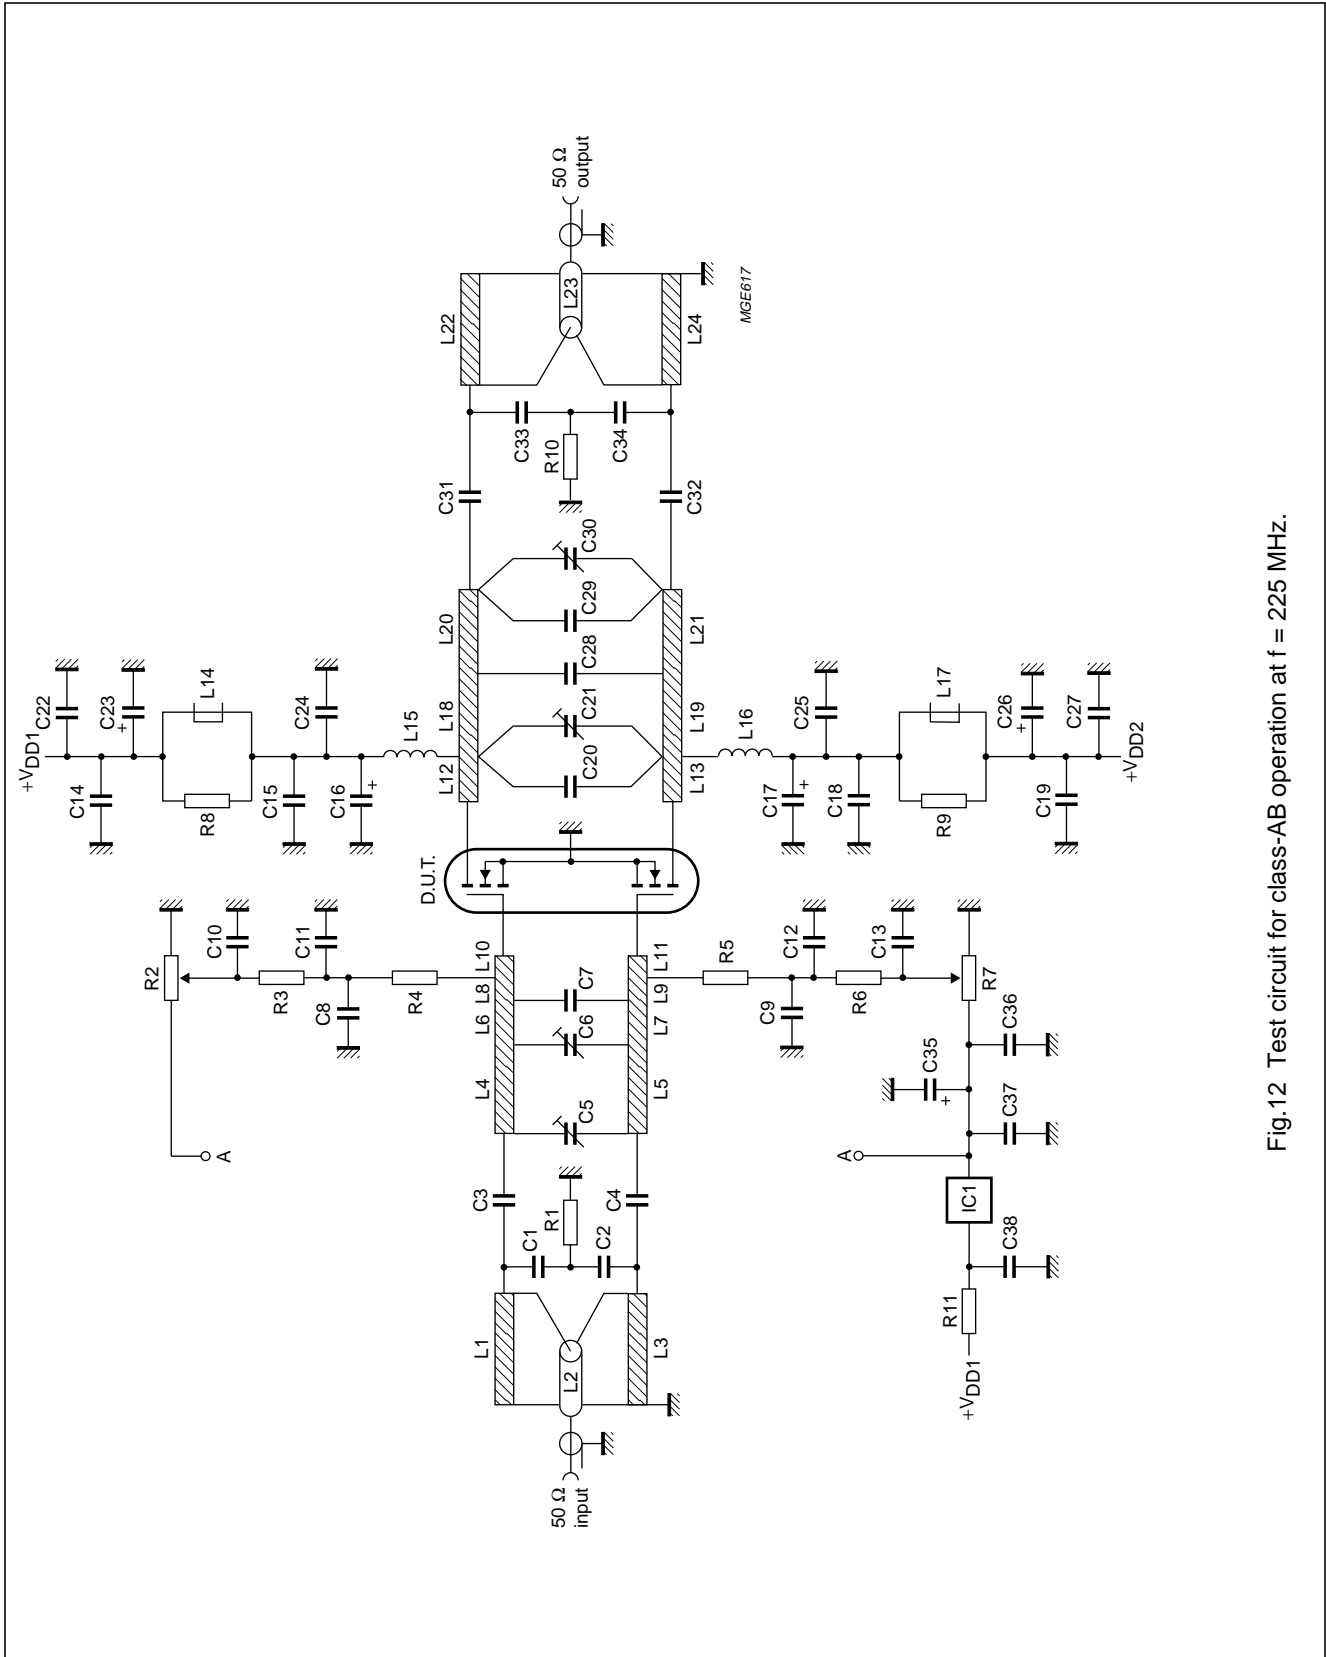 +VDD1
C14
C22
C23
+
R8
L14
C15
C24
C16
+
L15
R2
C10
R3
C11
C8
R4
A
D.U.T.
L12
L18
L20
C31
L22
50 Ω
output
L23
C33
C34
R10
L24
C32
C20
C21
C28
C29
C30
L13
L19
L21
MGE617
50 Ω
input
L1
L2
L3
C1
C2
R1
C3
C4
L4
L6
L8
L10
C5
C6
C7
L5
L7
L9
L11
R5
C9
C12
R6
C13
R7
C36
C35
+
C37
A
IC1
C38
R11
+VDD1
L16
C17
+
C25
C18
R9
L17
C26
+
C19
C27
+VDD2
Fig.12 Test circuit for class-AB operation at f = 225 MHz.